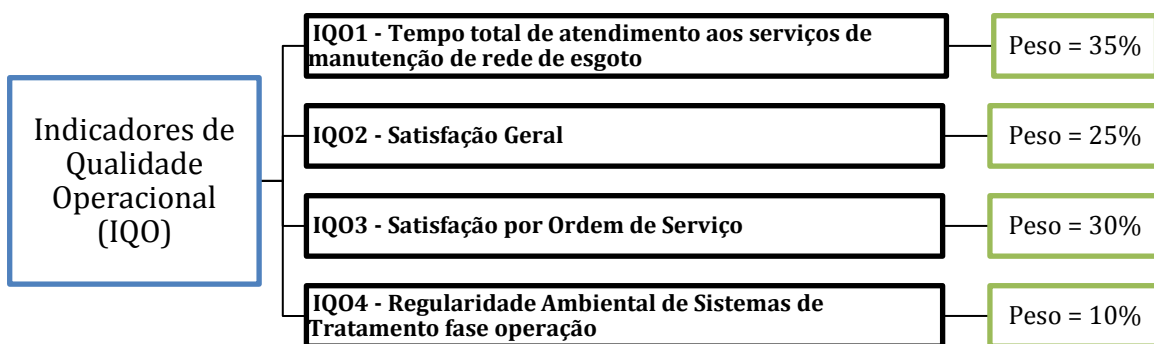 Indicadores de
Qualidade
Operacional
(IQO)
IQO1 - Tempo total de atendimento aos serviços de
manutenção de rede de esgoto
Peso = 35%
IQO2 - Satisfação Geral
Peso = 25%
IQO3 - Satisfação por Ordem de Serviço
Peso = 30%
IQO4 - Regularidade Ambiental de Sistemas de
Tratamento fase operação
Peso = 10%